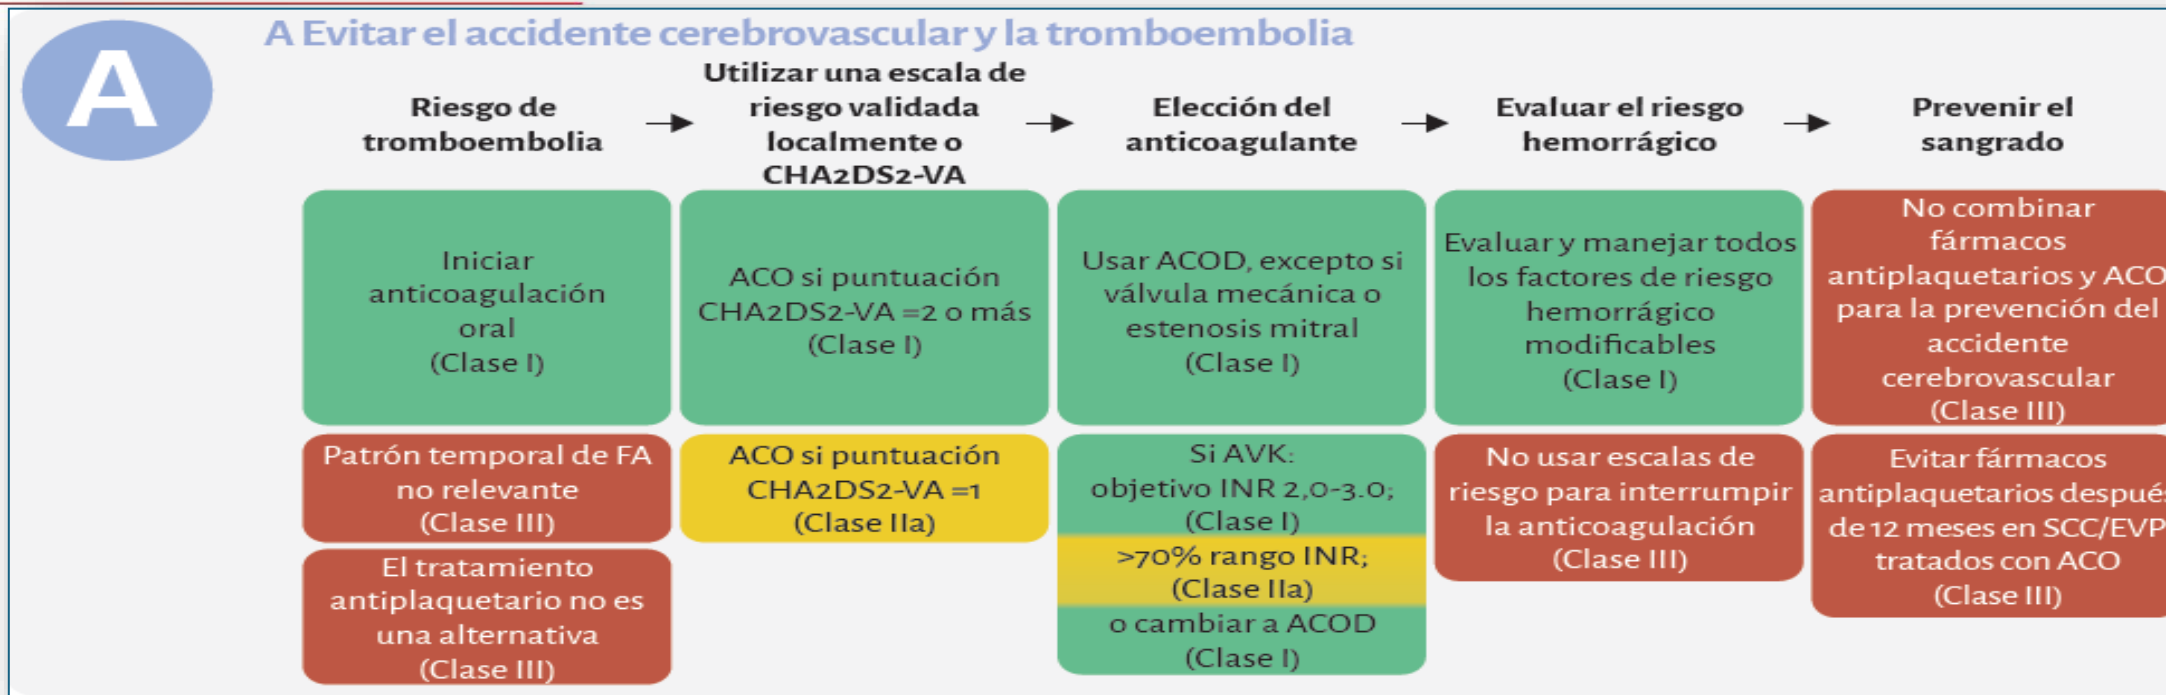 A
A Evitar el accidente cerebrovascular y la tromboembolia
Riesgo de
tromboembolia
Utilizar una escala de
riesgo validada
localmente o
CHA2DS2-VA
Elección del
anticoagulante
Evaluar el riesgo
hemorrágico
Prevenir el
sangrado
Iniciar
anticoagulación
oral
(Clase I)
ACO si puntuación
CHA2DS2-VA =2 o más
(Clase I)
Usar ACOD, excepto si
válvula mecánica o
estenosis mitral
(Clase I)
Evaluar y manejar todos
los factores de riesgo
hemorrágico
modificables
(Clase I)
No combinar
fármacos
antiplaquetarios y ACO
para la prevención del
accidente
cerebrovascular
(Clase III)
Patrón temporal de FA
no relevante
(Clase III)
ACO si puntuación
CHA2DS2-VA =1
(Clase IIa)
Si AVK:
objetivo INR 2,0-3.0;
(Clase I)
>70% rango INR;
(Clase IIa)
o cambiar a ACOD
(Clase I)
No usar escalas de
riesgo para interrumpir
la anticoagulación
(Clase III)
Evitar fármacos
antiplaquetarios después
de 12 meses en SCC/EVP
tratados con ACO
(Clase III)
El tratamiento
antiplaquetario no es
una alternativa
(Clase III)